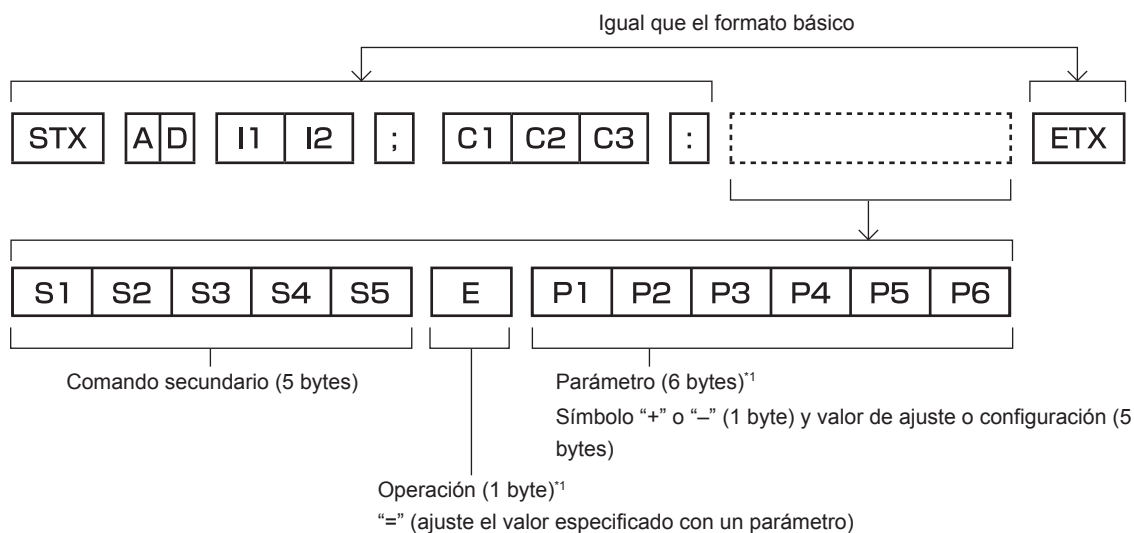 Igual que el formato básico
STX A D I1 I2 ; C1 C2 C3 : ETX
S1 S2 S3 S4 S5 E P1 P2 P3 P4 P5 P6
Comando secundario (5 bytes)
Parámetro (6 bytes)*1
Símbolo “+” o “–” (1 byte) y valor de ajuste o configuración (5
bytes)
Operación (1 byte)*1
“=” (ajuste el valor especificado con un parámetro)